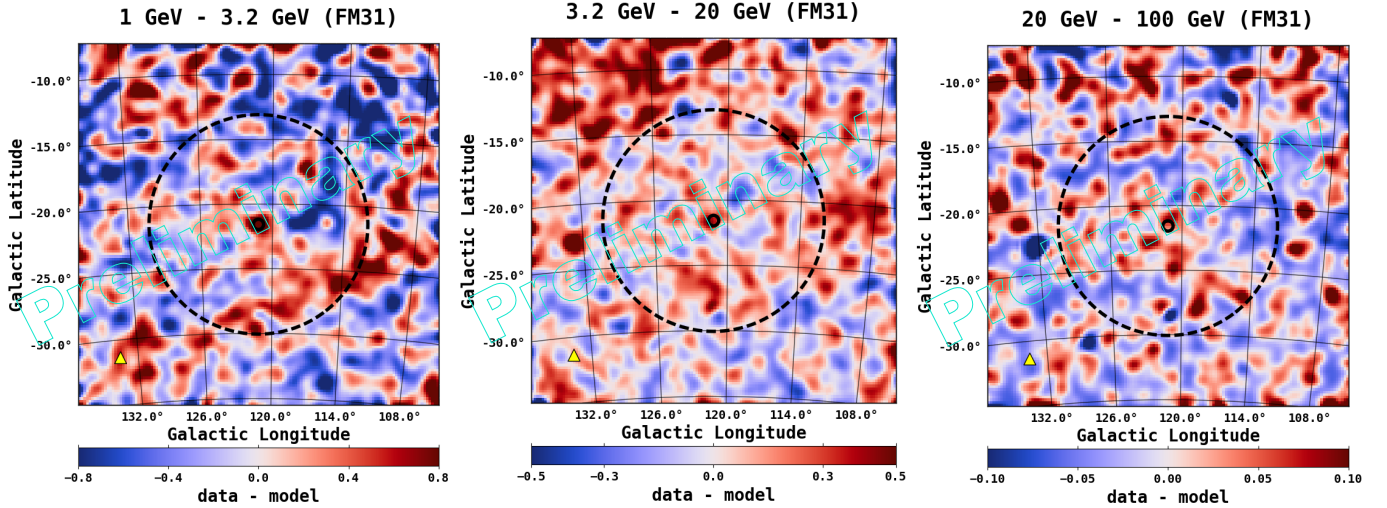 1 GeV - 3.2 GeV (FM31)
-10.0°
-15.0°
-20.0°
-25.0°
-30.0°
Galactic Latitude
132.0° 126.0° 120.0° 114.0° 108.0°
Galactic Longitude
-0.8 -0.4 0.0 0.4 0.8
data - model
Preliminary
3.2 GeV - 20 GeV (FM31)
-10.0°
-15.0°
-20.0°
-25.0°
-30.0°
Galactic Latitude
132.0° 126.0° 120.0° 114.0° 108.0°
Galactic Longitude
-0.5 -0.3 0.0 0.3 0.5
data - model
Preliminary
20 GeV - 100 GeV (FM31)
-10.0°
-15.0°
-20.0°
-25.0°
-30.0°
Galactic Latitude
132.0° 126.0° 120.0° 114.0° 108.0°
Galactic Longitude
-0.10 -0.05 0.00 0.05 0.10
data - model
Preliminary